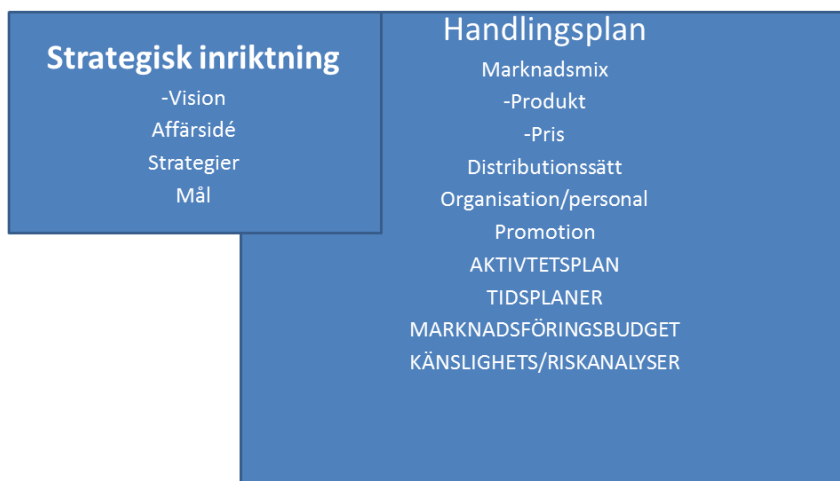 Strategisk inriktning
-Vision
Affärsidé
Strategier
Mål
Handlingsplan
Marknadsmix
-Produkt
-Pris
Distributionssätt
Organisation/personal
Promotion
AKTIVTETSPLAN
TIDSPLANER
MARKNADSFÖRINGSBUDGET
KÄNSLIGHETS/RISKANALYSER